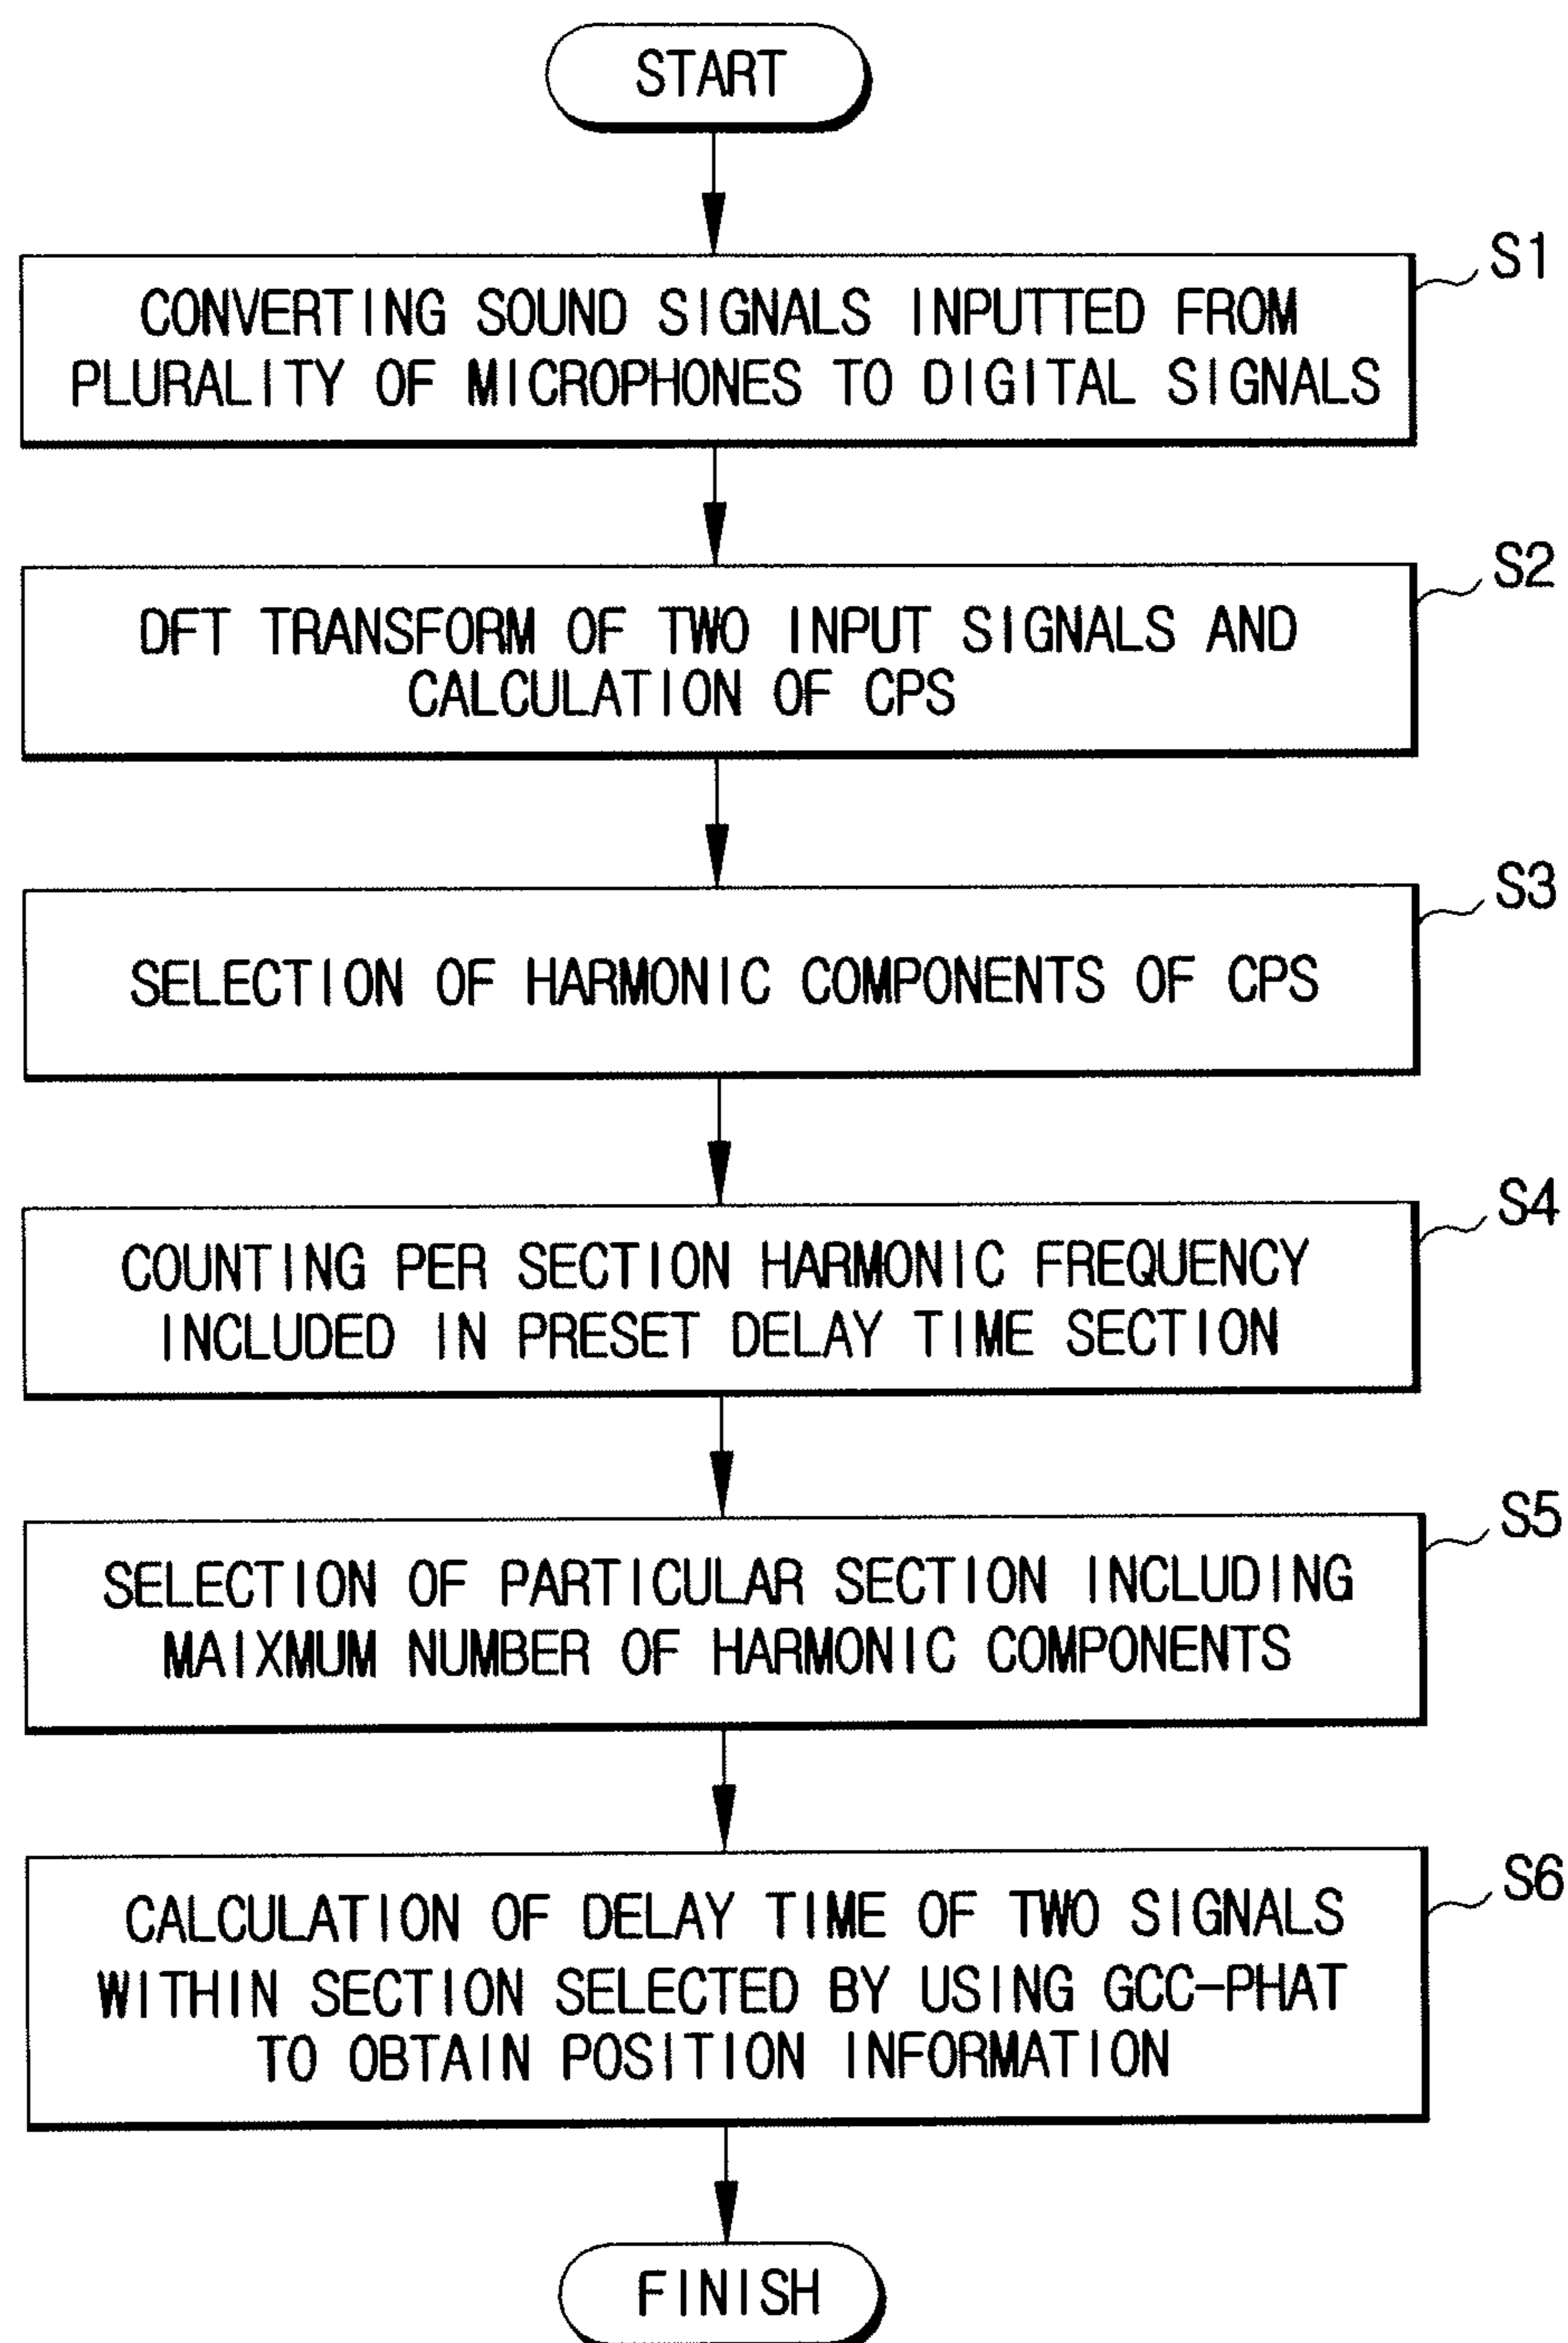 START
S1
CONVERTING SOUND SIGNALS INPUTTED FROM
PLURALITY OF MICROPHONES TO DIGITAL SIGNALS
S2
DFT TRANSFORM OF TWO INPUT SIGNALS AND
CALCULATION OF CPS
S3
SELECTION OF HARMONIC COMPONENTS OF CPS
S4
COUNTING PER SECTION HARMONIC FREQUENCY
INCLUDED IN PRESET DELAY TIME SECTION
S5
SELECTION OF PARTICULAR SECTION INCLUDING
MAIXMUM NUMBER OF HARMONIC COMPONENTS
S6
CALCULATION OF DELAY TIME OF TWO SIGNALS
WITHIN SECTION SELECTED BY USING GCC-PHAT
TO OBTAIN POSITION INFORMATION
FINISH